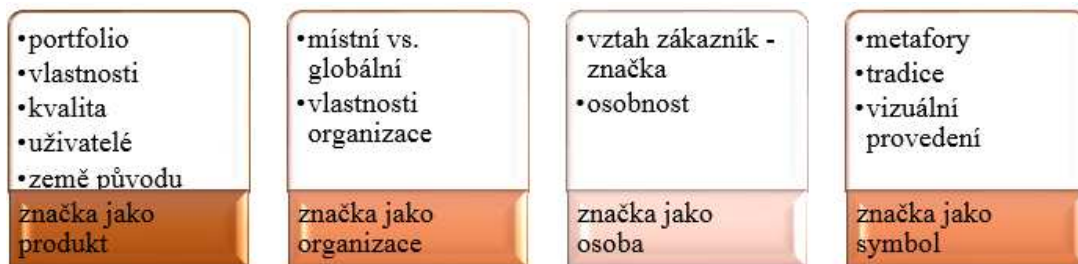 •portfolio
•vlastnosti
•kvalita
•uživatelé
•země původu
značka jako
produkt
•místní vs.
globální
•vlastnosti
organizace
značka jako
organizace
•vztah zákazník -
značka
•osobnost
značka jako
osoba
•metafory
•tradice
•vizuální
provedení
značka jako
symbol